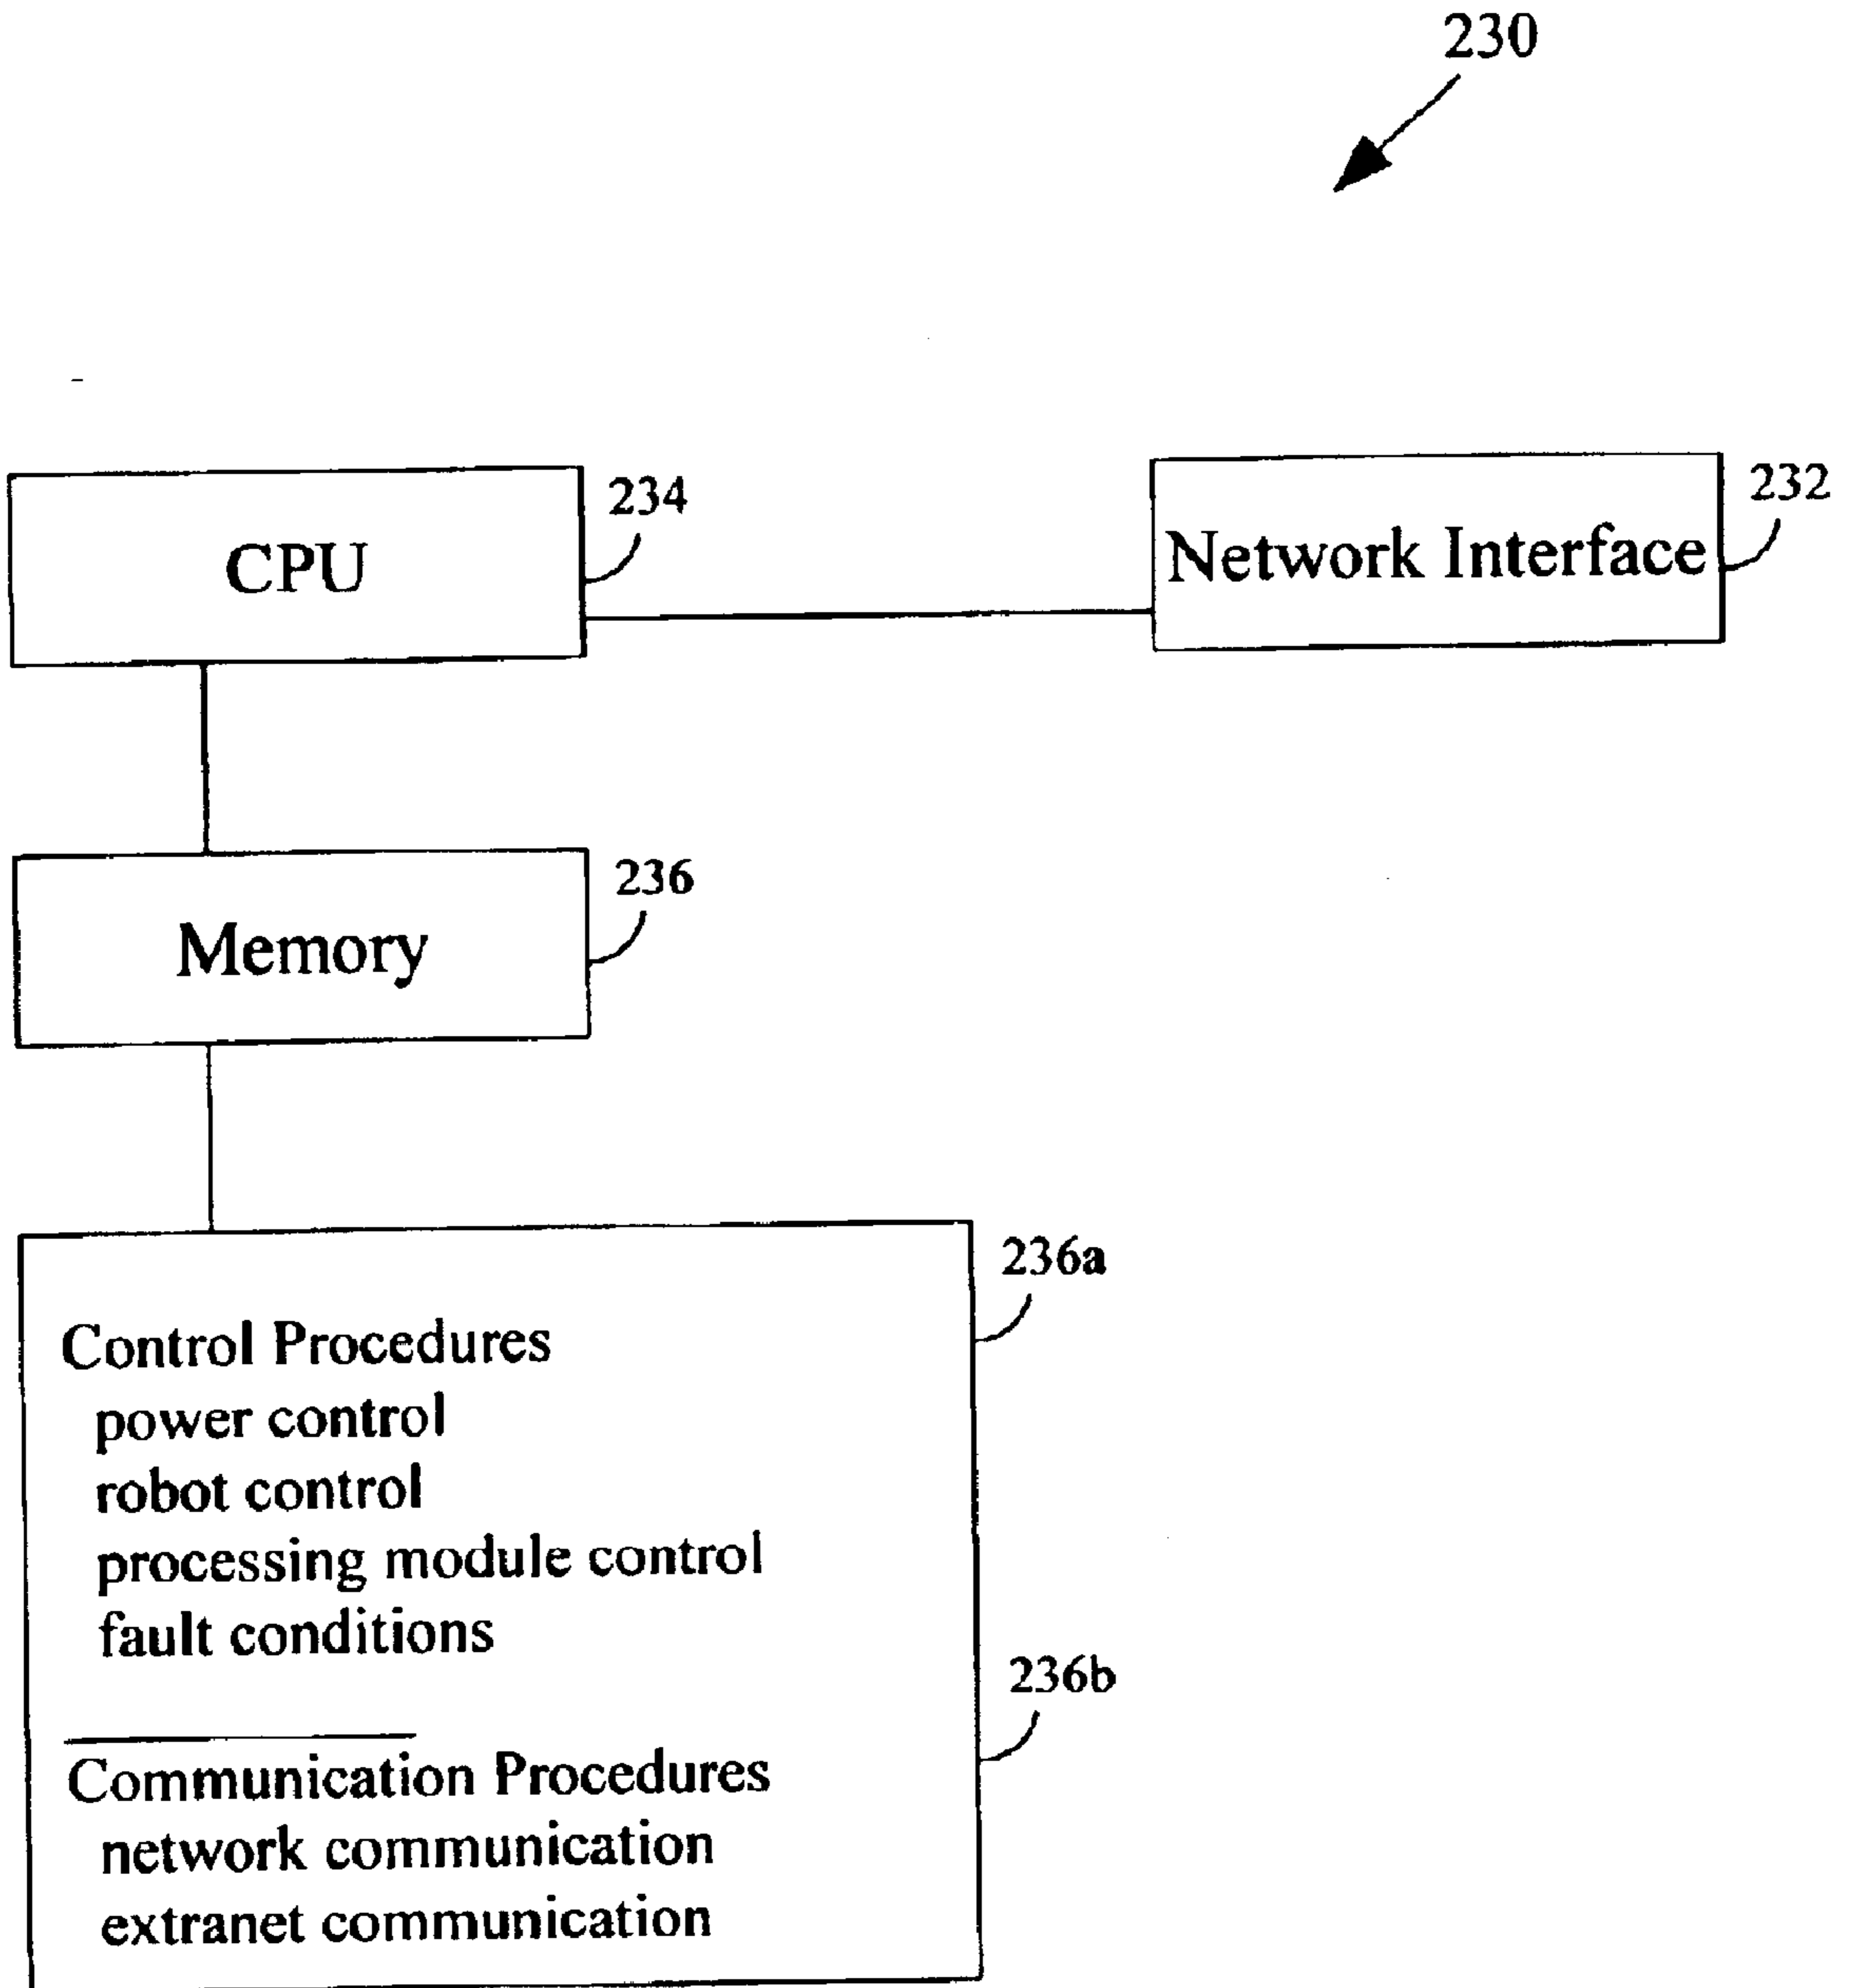 230
CPU
234
Network Interface
232
Memory
236
236a
Control Procedures
power control
robot control
processing module control
fault conditions
236b
Communication Procedures
network communication
extranet communication